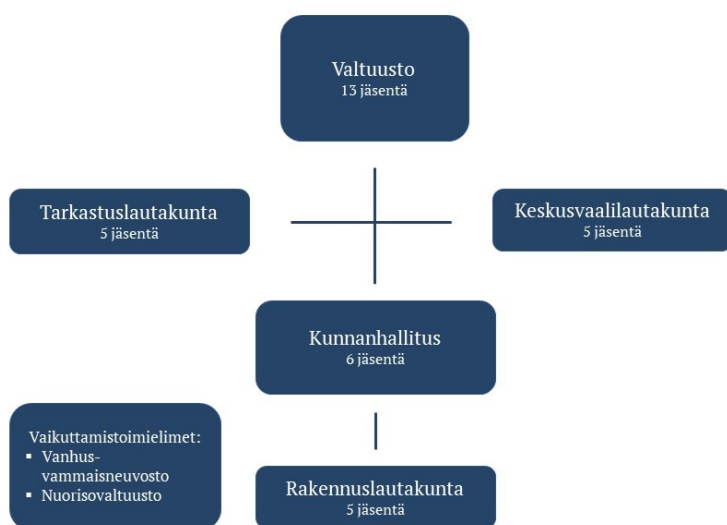 Valtuusto
13 jäsentä
Tarkastuslautakunta
5 jäsentä
Keskusvaalilautakunta
5 jäsentä
Kunnanhallitus
6 jäsentä
Vaikuttamistoimielimet:
▪ Vanhus-
vammaisneuvosto
▪ Nuorisovaltuusto
Rakennuslautakunta
5 jäsentä